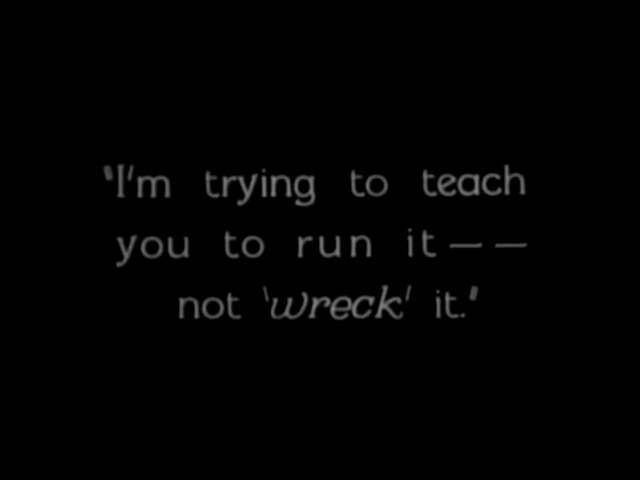 "I'm trying to teach
you to run it——
not 'wreck' it."